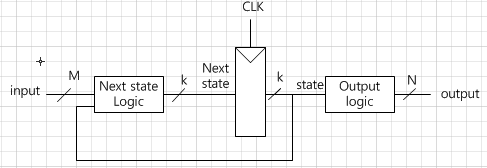 CLK
input
M
Next state
Logic
k
Next
state
k
state
Output
logic
N
output